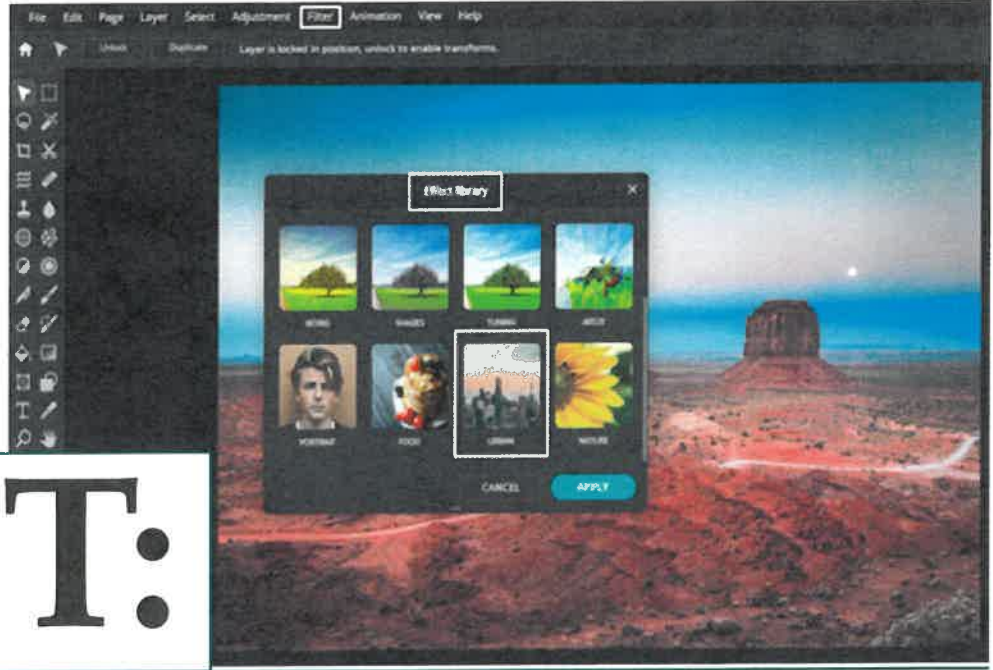 File Edit Page Layer Select Adjustment Filter Animation View Help
Unlock Duplicate Layer is locked in position, unlock to enable transforms.
Effect library
TUNING
PORTRAIT FOOD URBAN NATURE
CANCEL APPLY
T: